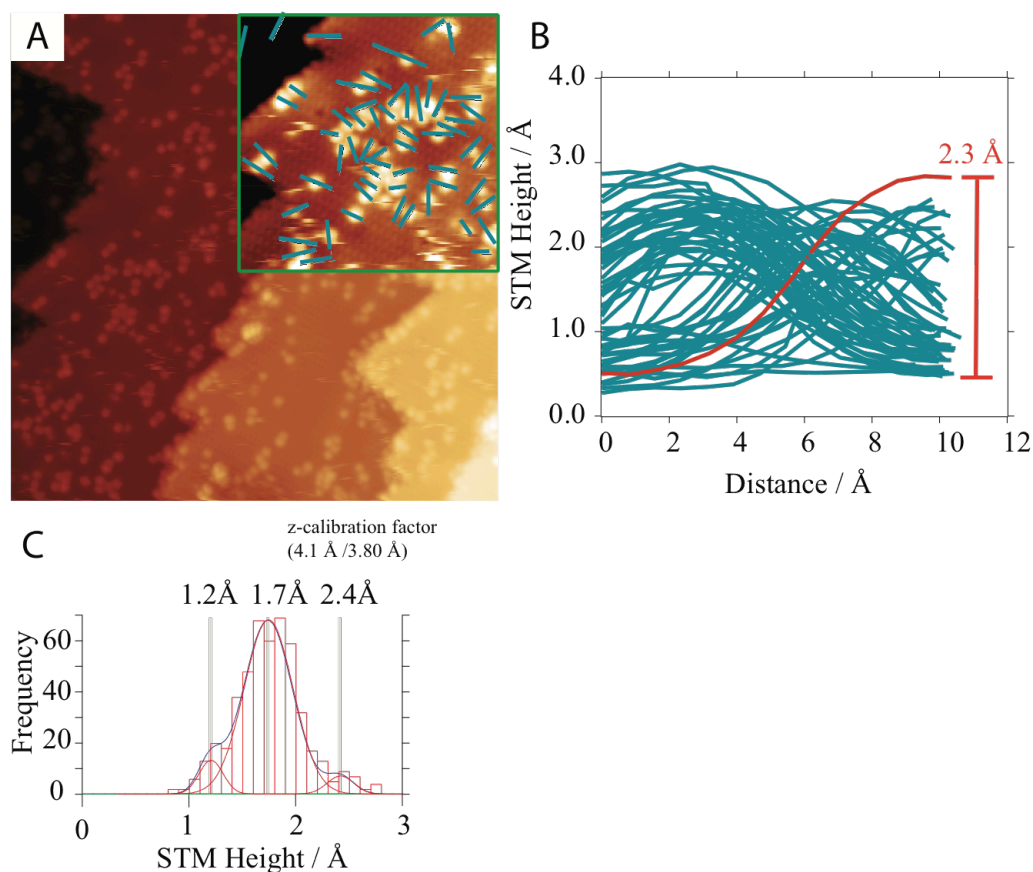 A
B
STM Height / Å
4.0
3.0
2.0
1.0
0.0
2.3 Å
0 2 4 6 8 10 12
Distance / Å
C
z-calibration factor
(4.1 Å /3.80 Å)
1.2Å 1.7Å 2.4Å
Frequency
60
40
20
0
0 1 2 3
STM Height / Å